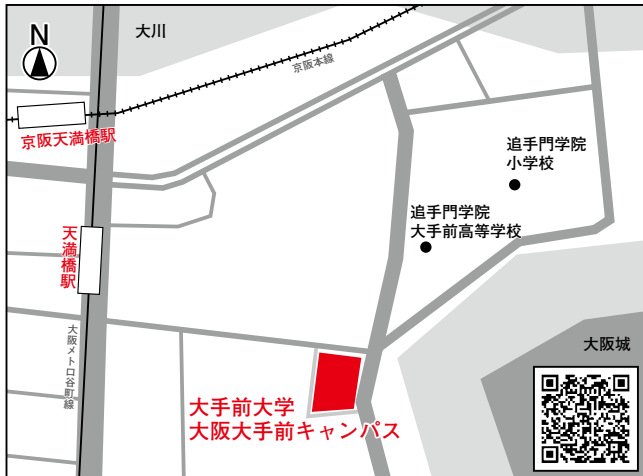 N
大川
京阪本線
京阪天満橋駅
追手門学院
小学校
追手門学院
大手前高等学校
天満橋駅
大阪メトロ谷町線
大阪城
大手前大学
大阪大手前キャンパス